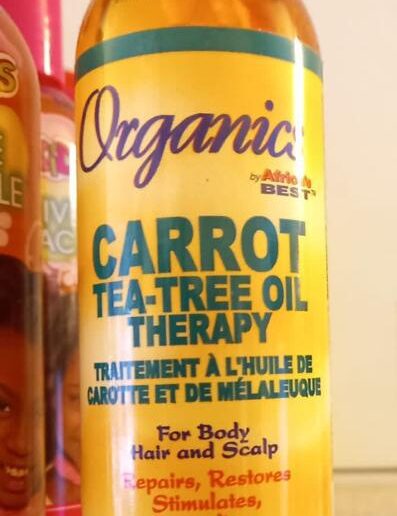 Organics
by Africa's
BEST™
CARROT
TEA-TREE OIL
THERAPY
TRAITEMENT À L'HUILE DE
CAROTTE ET DE MÉLALEUQUE
For Body
Hair and Scalp
Repairs, Restores
Stimulates,